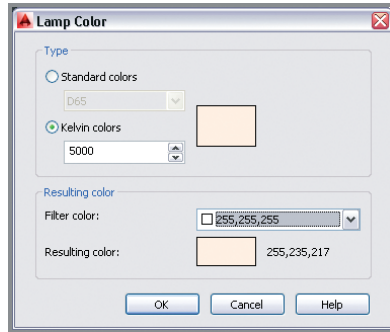 Lamp Color
Type
Standard colors
D65
Kelvin colors
5000
Resulting color
Filter color:
255,255,255
Resulting color:
255,235,217
OK
Cancel
Help